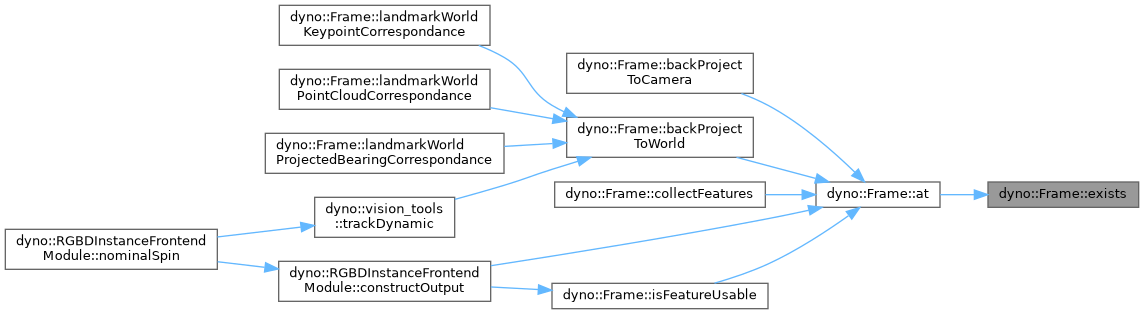 dyno::Frame::landmarkWorld
KeypointCorrespondance
dyno::Frame::landmarkWorld
PointCloudCorrespondance
dyno::Frame::landmarkWorld
ProjectedBearingCorrespondance
dyno::vision_tools
::trackDynamic
dyno::RGBDInstanceFrontend
Module::nominalSpin
dyno::RGBDInstanceFrontend
Module::constructOutput
dyno::Frame::backProject
ToCamera
dyno::Frame::backProject
ToWorld
dyno::Frame::collectFeatures
dyno::Frame::isFeatureUsable
dyno::Frame::at
dyno::Frame::exists